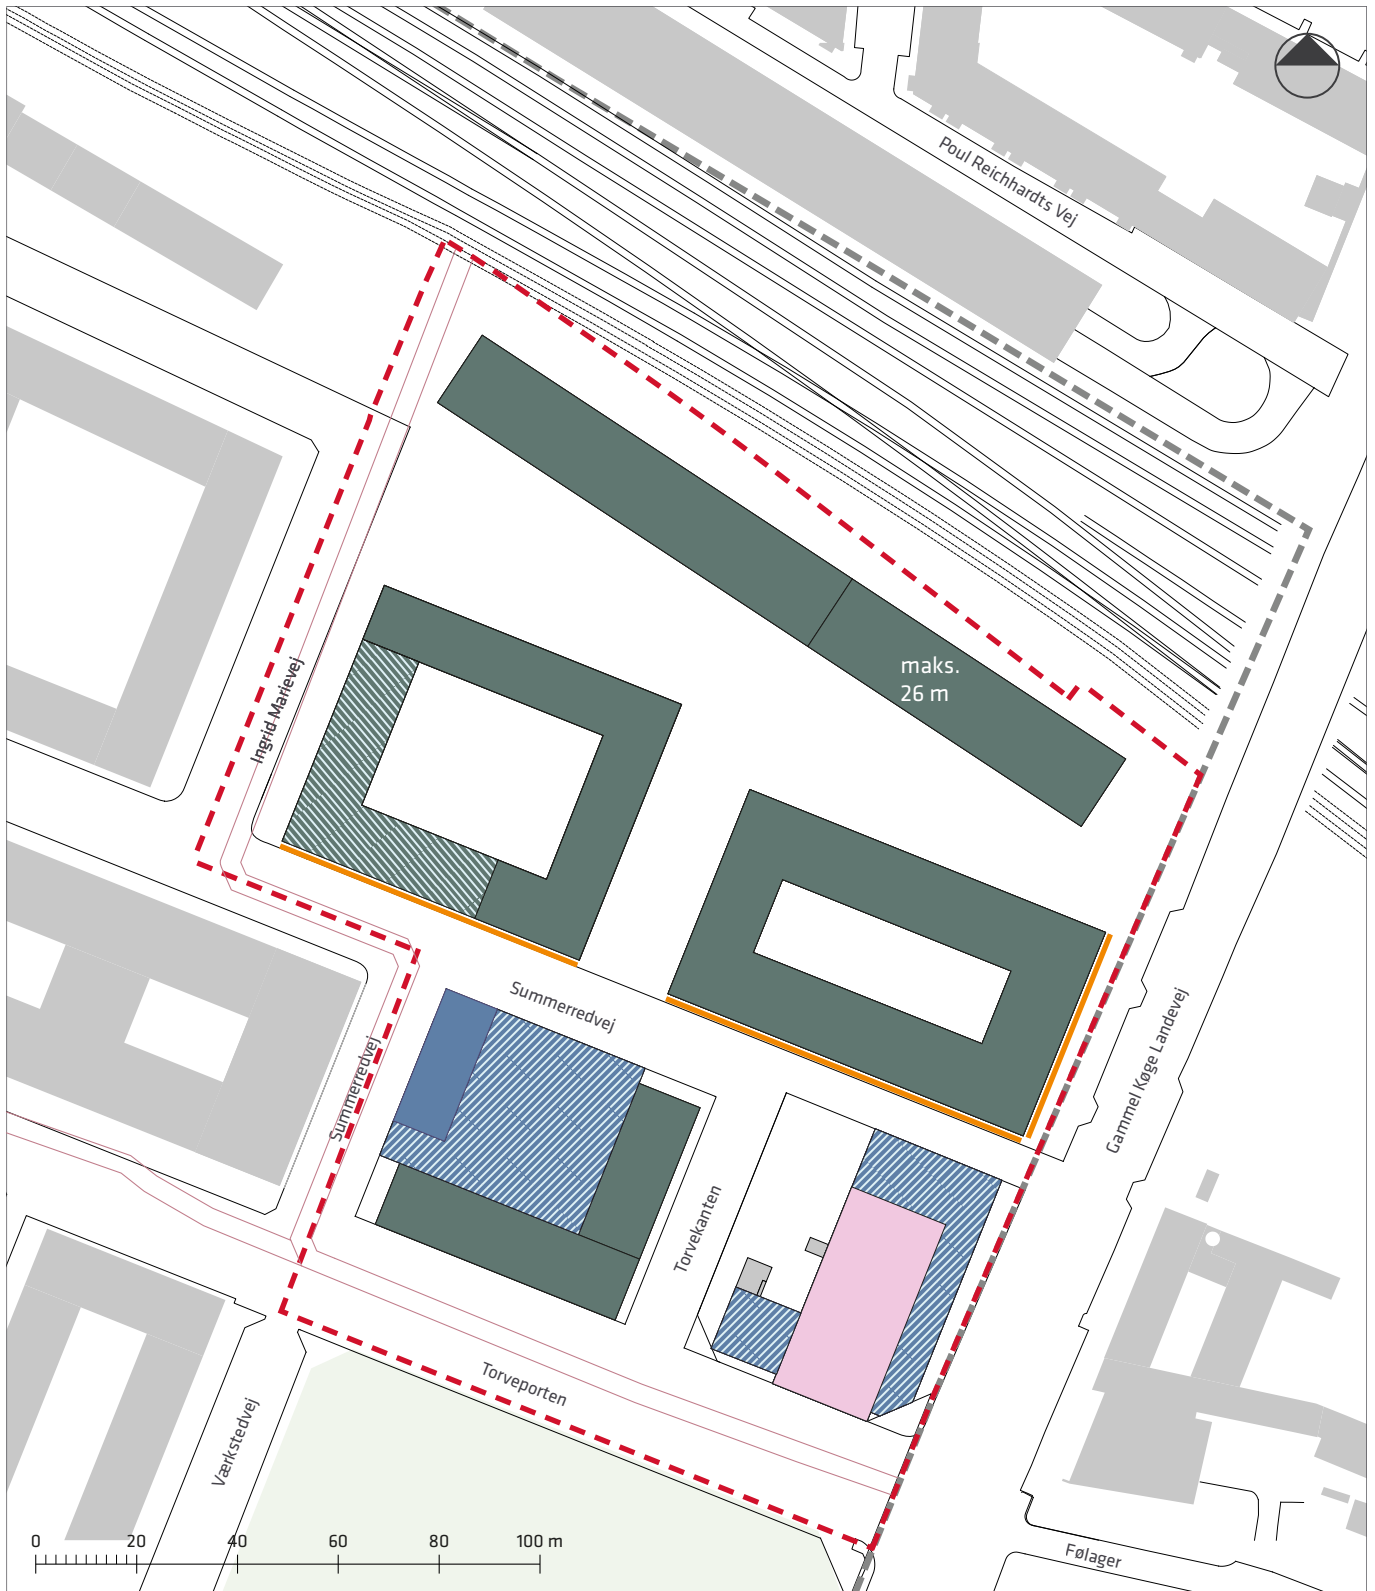 Poul Reichhardts Vej
maks.
26 m
Ingrid Marievej
Summerredvej
Summerredvej
Gammel Køge Landevej
Torvekanten
Torveporten
Værkstedvej
Følager
0 20 40 60 80 100 m